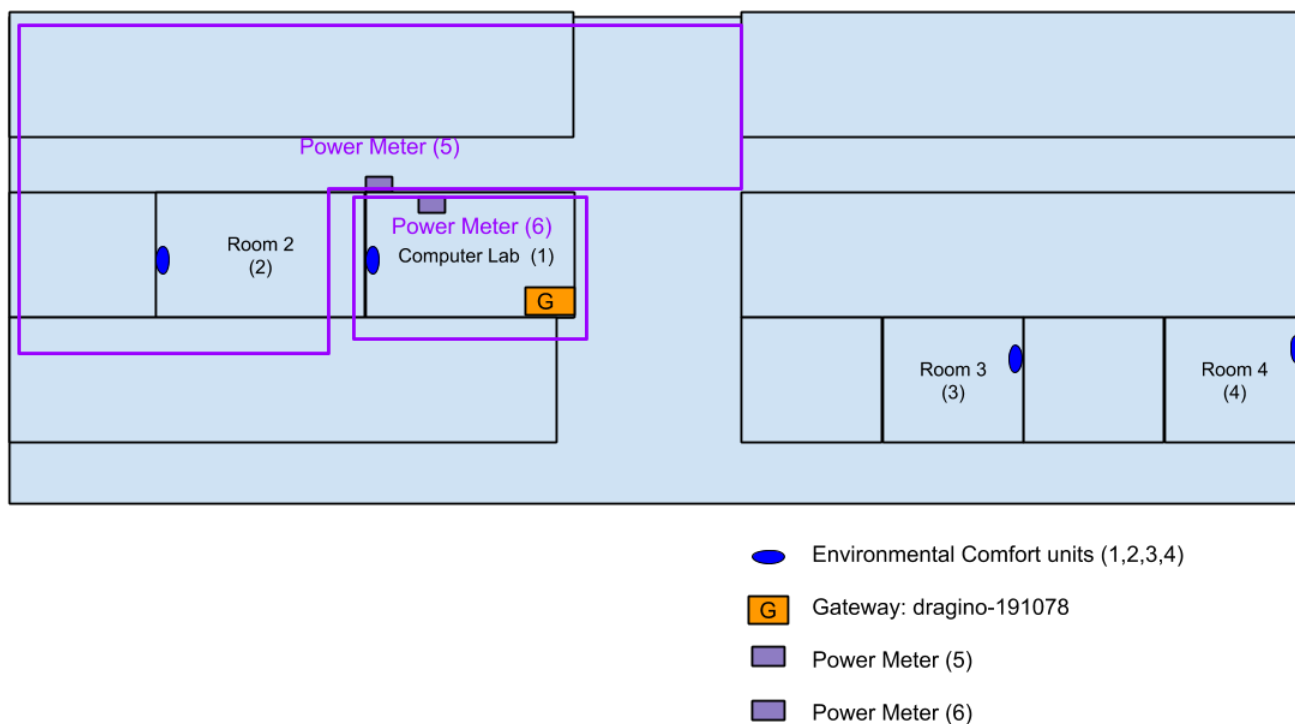 Power Meter (5)
Power Meter (6)
Room 2
(2)
Computer Lab (1)
G
Room 3
(3)
Room 4
(4)
Environmental Comfort units (1,2,3,4)
G
Gateway: dragino-191078
Power Meter (5)
Power Meter (6)